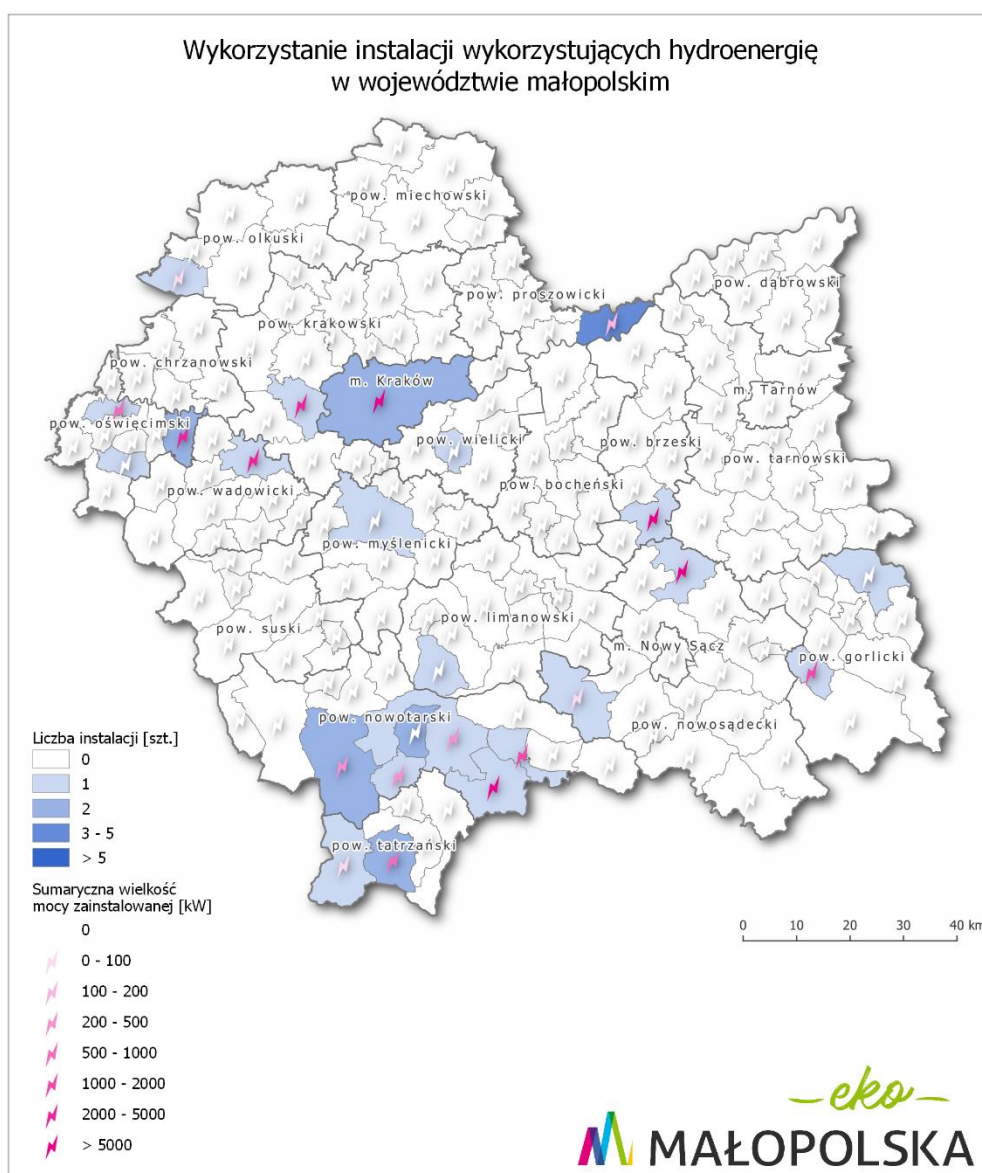 Wykorzystanie instalacji wykorzystujących hydroenergię
w województwie małopolskim
pow. miechowski
pow. olkuski
pow. dąbrowski
pow. proszowicki
pow. krakowski
pow. chrzanowski
m. Kraków
m. Tarnów
pow. oświęcimski
pow. wielicki
pow. brzeski
pow. tarnowski
pow. wadowicki
pow. bocheński
pow. myślenicki
pow. limanowski
pow. suski
m. Nowy Sącz
pow. gorlicki
pow. nowotarski
pow. nowosądecki
pow. tatrzański
Liczba instalacji [szt.]
0
1
2
3 - 5
> 5
Sumaryczna wielkość
mocy zainstalowanej [kW]
0
0 - 100
100 - 200
200 - 500
500 - 1000
1000 - 2000
2000 - 5000
> 5000
0 10 20 30 40 km
eko
MAŁOPOLSKA